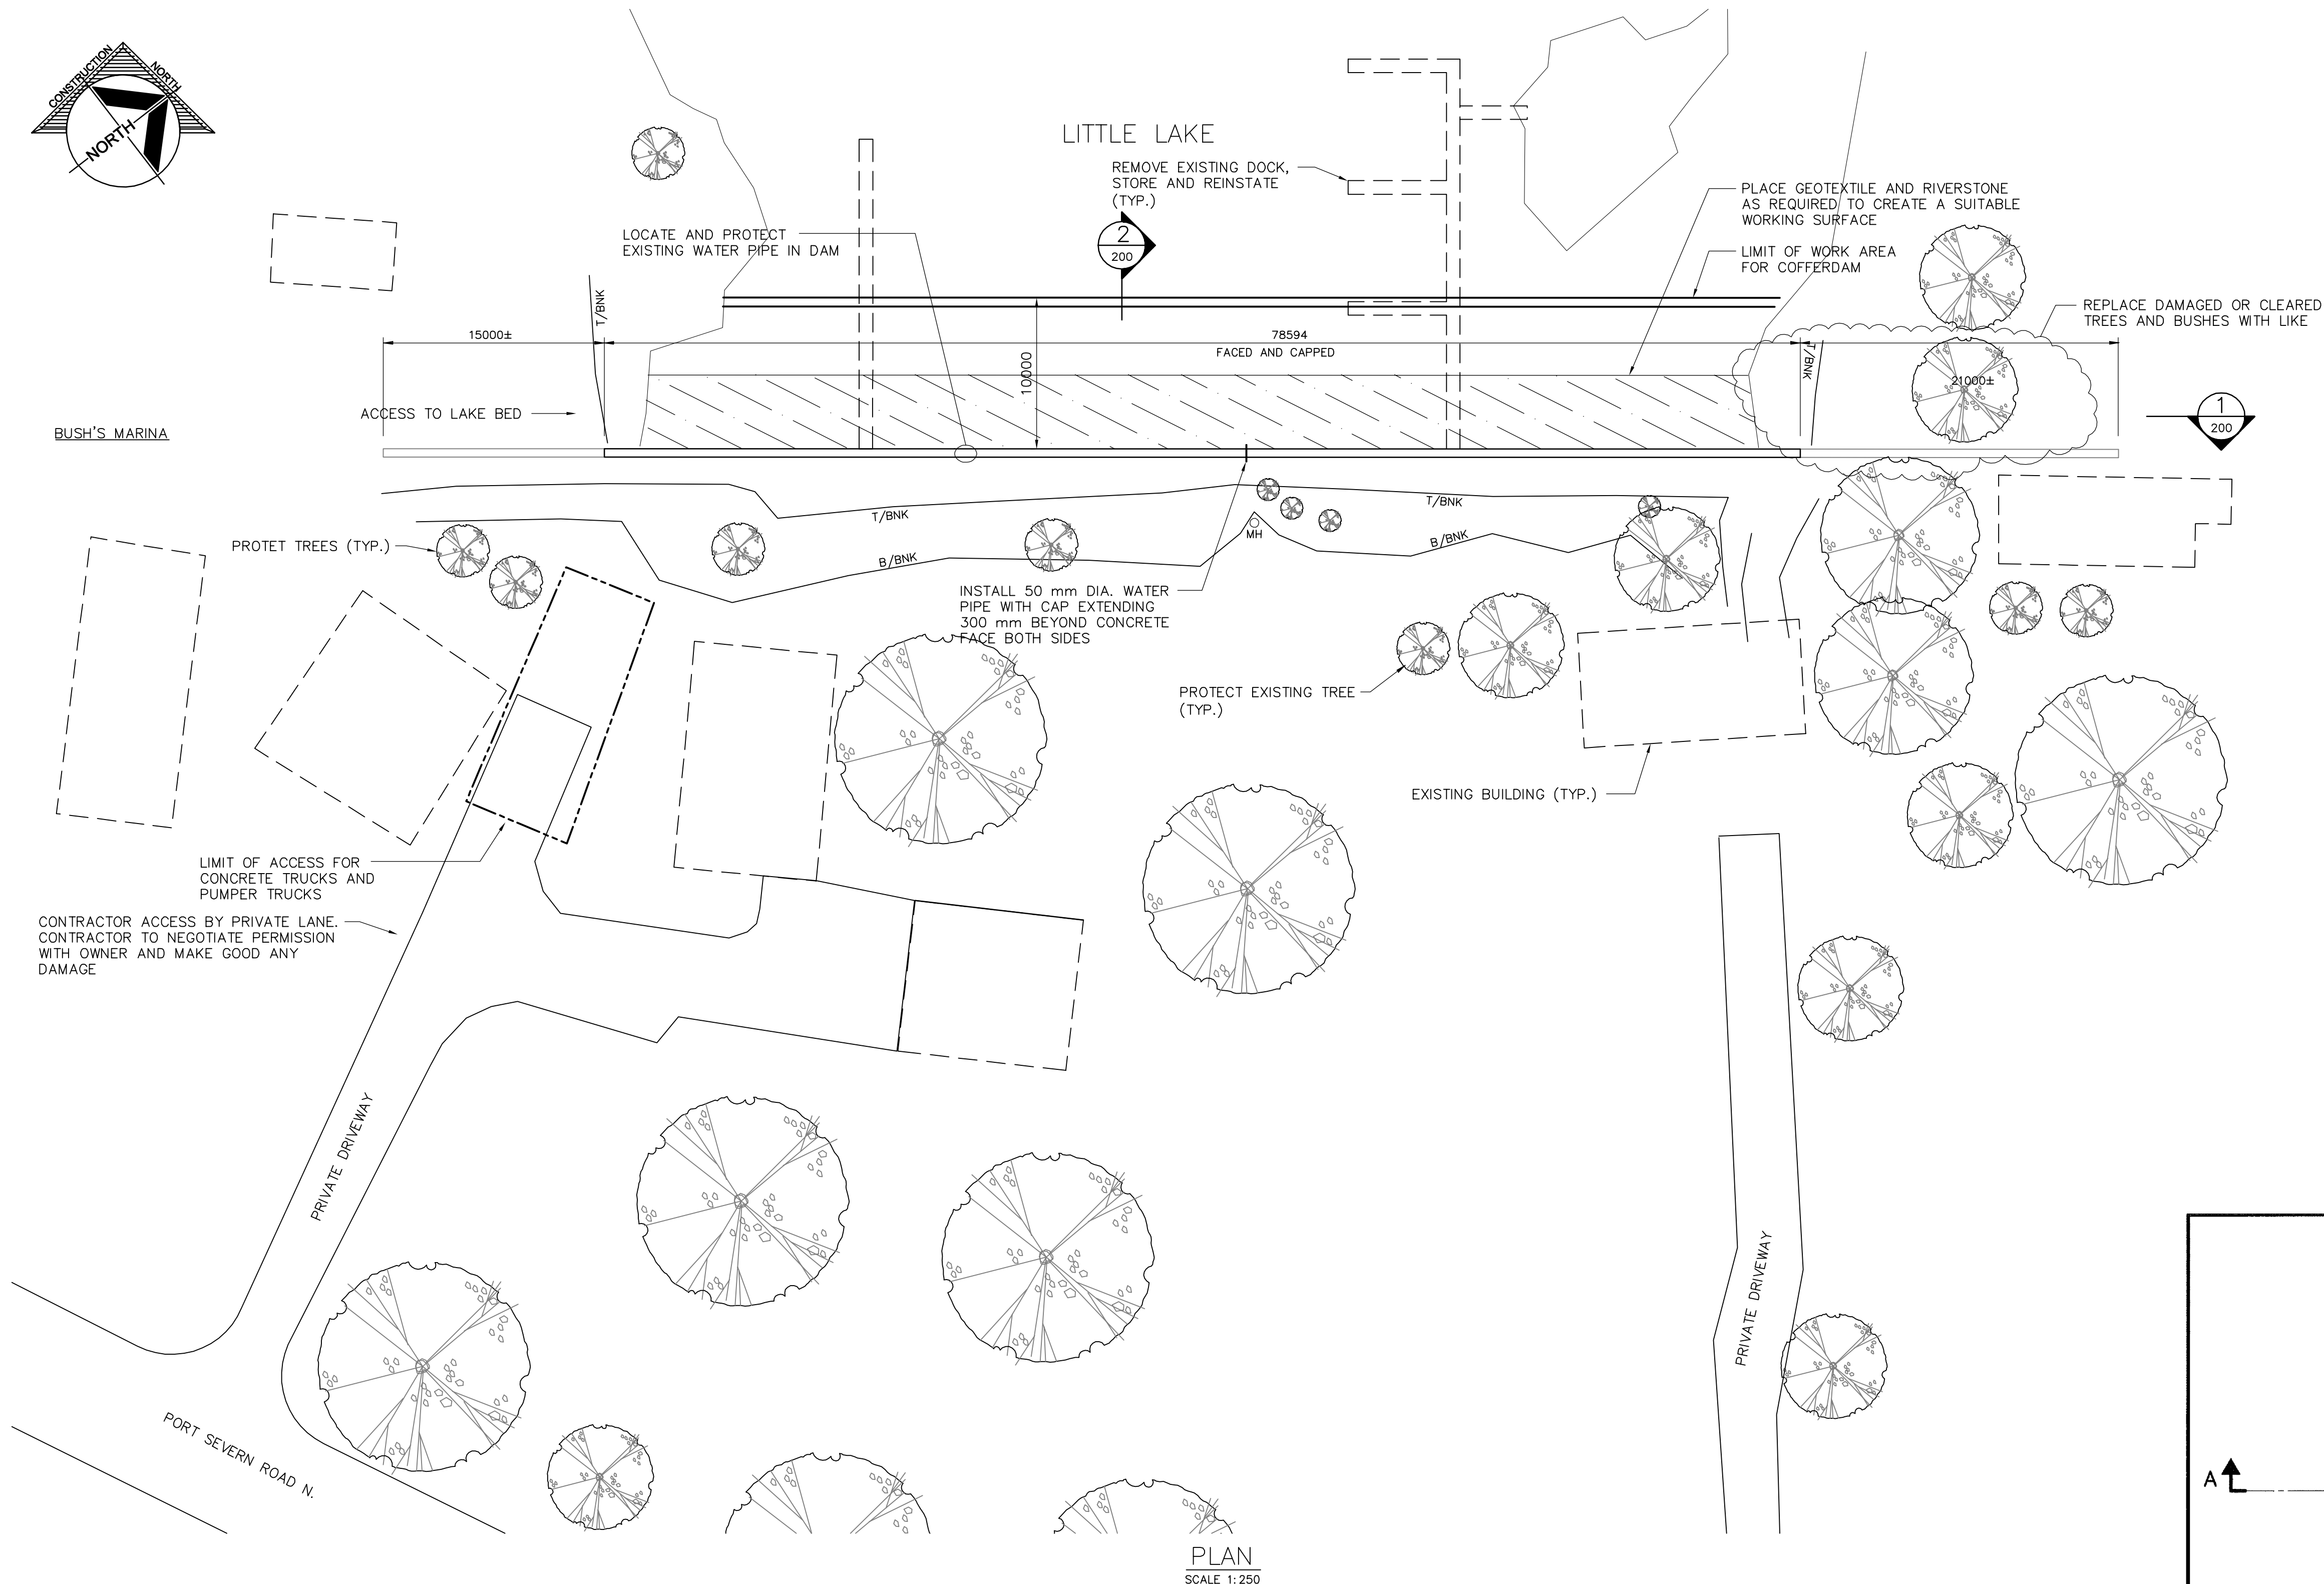 CONSTRUCTION
NORTH
NORTH
LITTLE LAKE
REMOVE EXISTING DOCK,
STORE AND REINSTATE
(TYP.)
PLACE GEOTEXTILE AND RIVERSTONE
AS REQUIRED TO CREATE A SUITABLE
WORKING SURFACE
LOCATE AND PROTECT
EXISTING WATER PIPE IN DAM
2
200
LIMIT OF WORK AREA
FOR COFFERDAM
REPLACE DAMAGED OR CLEARED
TREES AND BUSHES WITH LIKE
T/BNK
15000±
78594
FACED AND CAPPED
10000
T/BNK
21000±
ACCESS TO LAKE BED
BUSH'S MARINA
1
200
T/BNK
T/BNK
MH
B/BNK
B/BNK
PROTET TREES (TYP.)
INSTALL 50 mm DIA. WATER
PIPE WITH CAP EXTENDING
300 mm BEYOND CONCRETE
FACE BOTH SIDES
PROTECT EXISTING TREE
(TYP.)
EXISTING BUILDING (TYP.)
LIMIT OF ACCESS FOR
CONCRETE TRUCKS AND
PUMPER TRUCKS
CONTRACTOR ACCESS BY PRIVATE LANE.
CONTRACTOR TO NEGOTIATE PERMISSION
WITH OWNER AND MAKE GOOD ANY
DAMAGE
PRIVATE DRIVEWAY
PRIVATE DRIVEWAY
PORT SEVERN ROAD N.
A
PLAN
SCALE 1:250